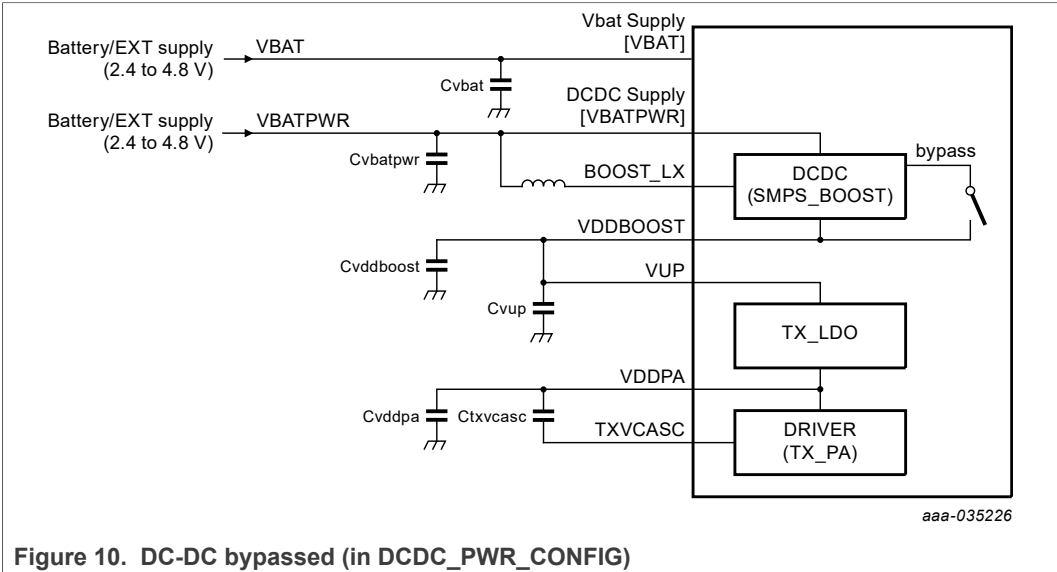 Vbat Supply
[VBAT]
Battery/EXT supply
(2.4 to 4.8 V)
VBAT
Cvbat
DCDC Supply
[VBATPWR]
Battery/EXT supply
(2.4 to 4.8 V)
VBATPWR
Cvbatpwr
BOOST_LX
DCDC
(SMPS_BOOST)
bypass
VDDBOOST
Cvddboost
VUP
Cvup
TX_LDO
VDDPA
Cvddpa
Ctxvcasc
TXVCASC
DRIVER
(TX_PA)
aaa-035226
Figure 10. DC-DC bypassed (in DCDC_PWR_CONFIG)